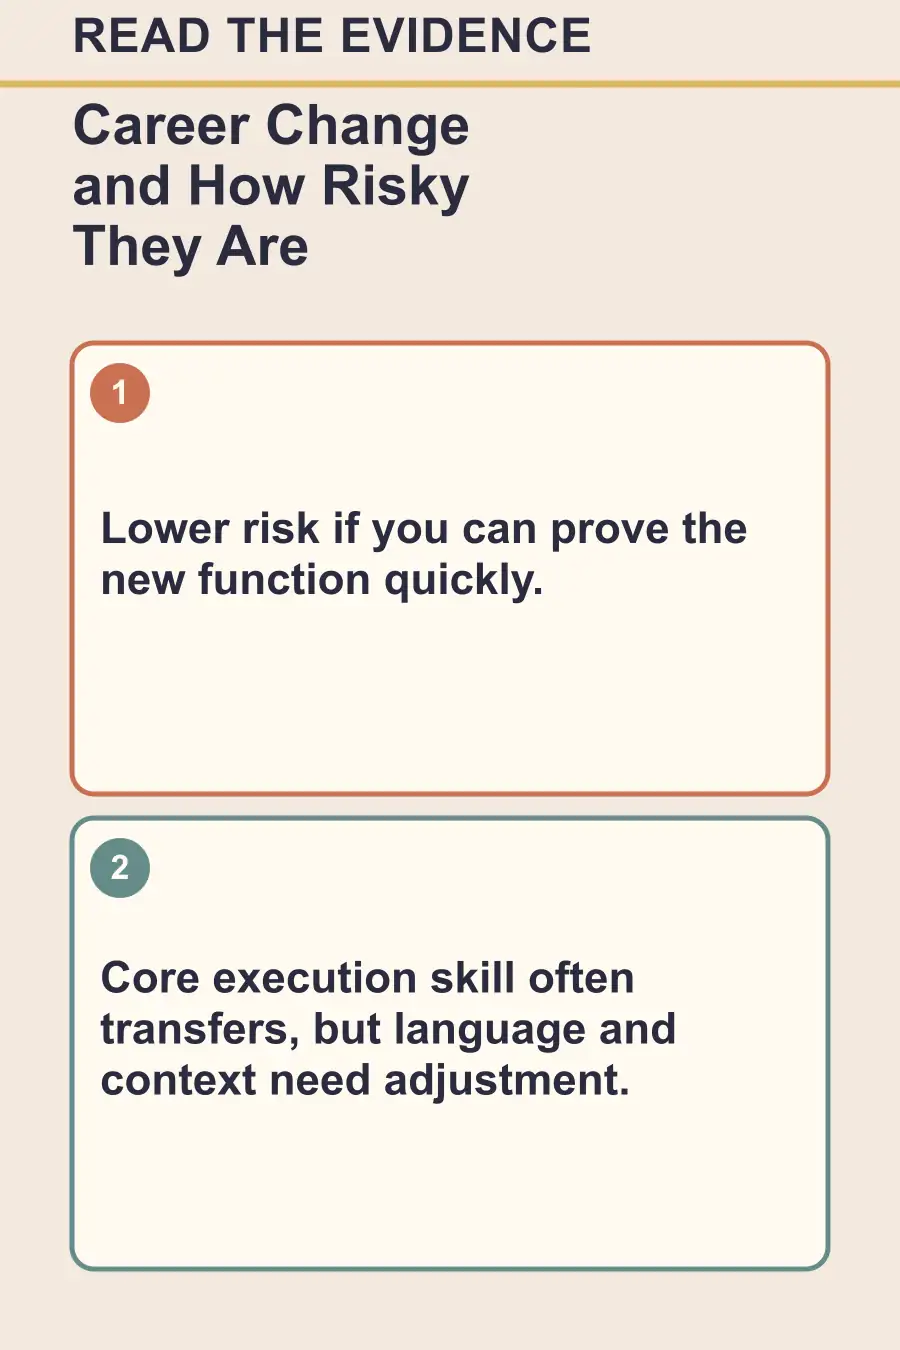 READ THE EVIDENCE
Career Change
and How Risky
They Are
1
Lower risk if you can prove the
new function quickly.
2
Core execution skill often
transfers, but language and
context need adjustment.